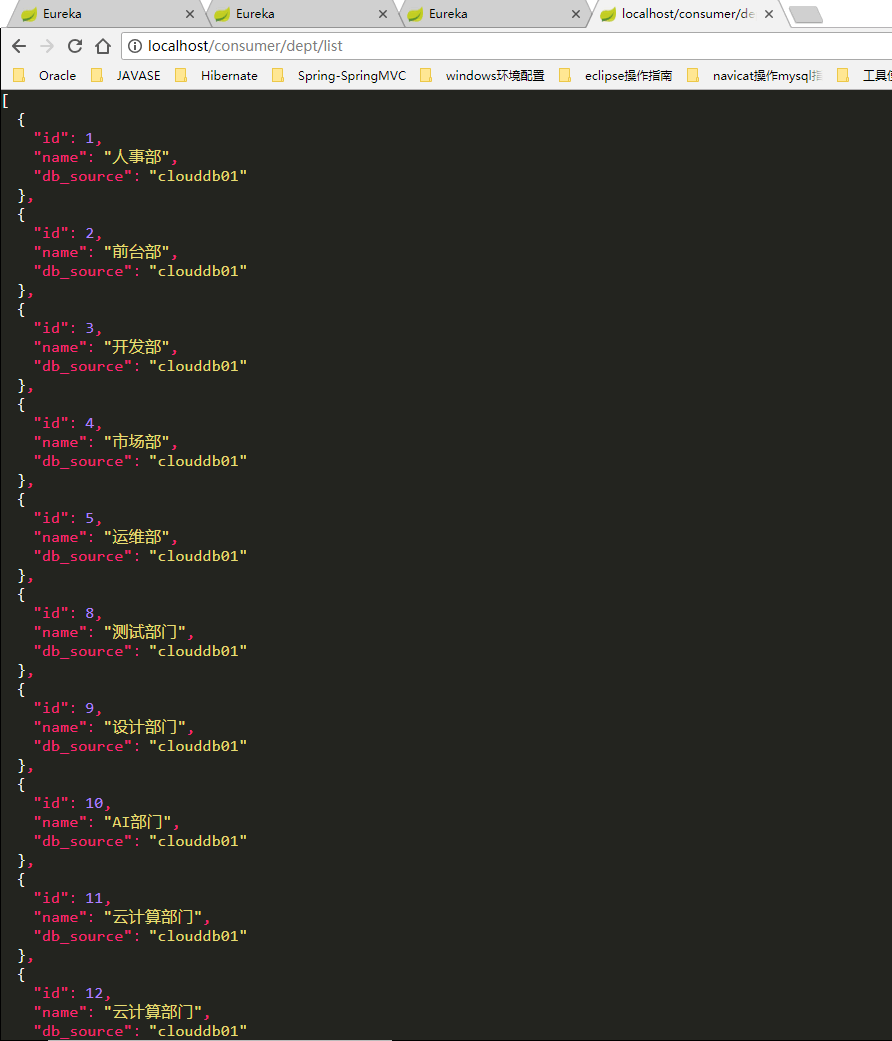 Eureka Eureka Eureka localhost/consumer/de
localhost/consumer/dept/list
Oracle JAVASE Hibernate Spring-SpringMVC windows环境配置 eclipse操作指南 navicat操作mysql指 工具使
[
{
"id": 1,
"name": "人事部",
"db_source": "clouddb01"
},
{
"id": 2,
"name": "前台部",
"db_source": "clouddb01"
},
{
"id": 3,
"name": "开发部",
"db_source": "clouddb01"
},
{
"id": 4,
"name": "市场部",
"db_source": "clouddb01"
},
{
"id": 5,
"name": "运维部",
"db_source": "clouddb01"
},
{
"id": 8,
"name": "测试部门",
"db_source": "clouddb01"
},
{
"id": 9,
"name": "设计部门",
"db_source": "clouddb01"
},
{
"id": 10,
"name": "AI部门",
"db_source": "clouddb01"
},
{
"id": 11,
"name": "云计算部门",
"db_source": "clouddb01"
},
{
"id": 12,
"name": "云计算部门",
"db_source": "clouddb01"